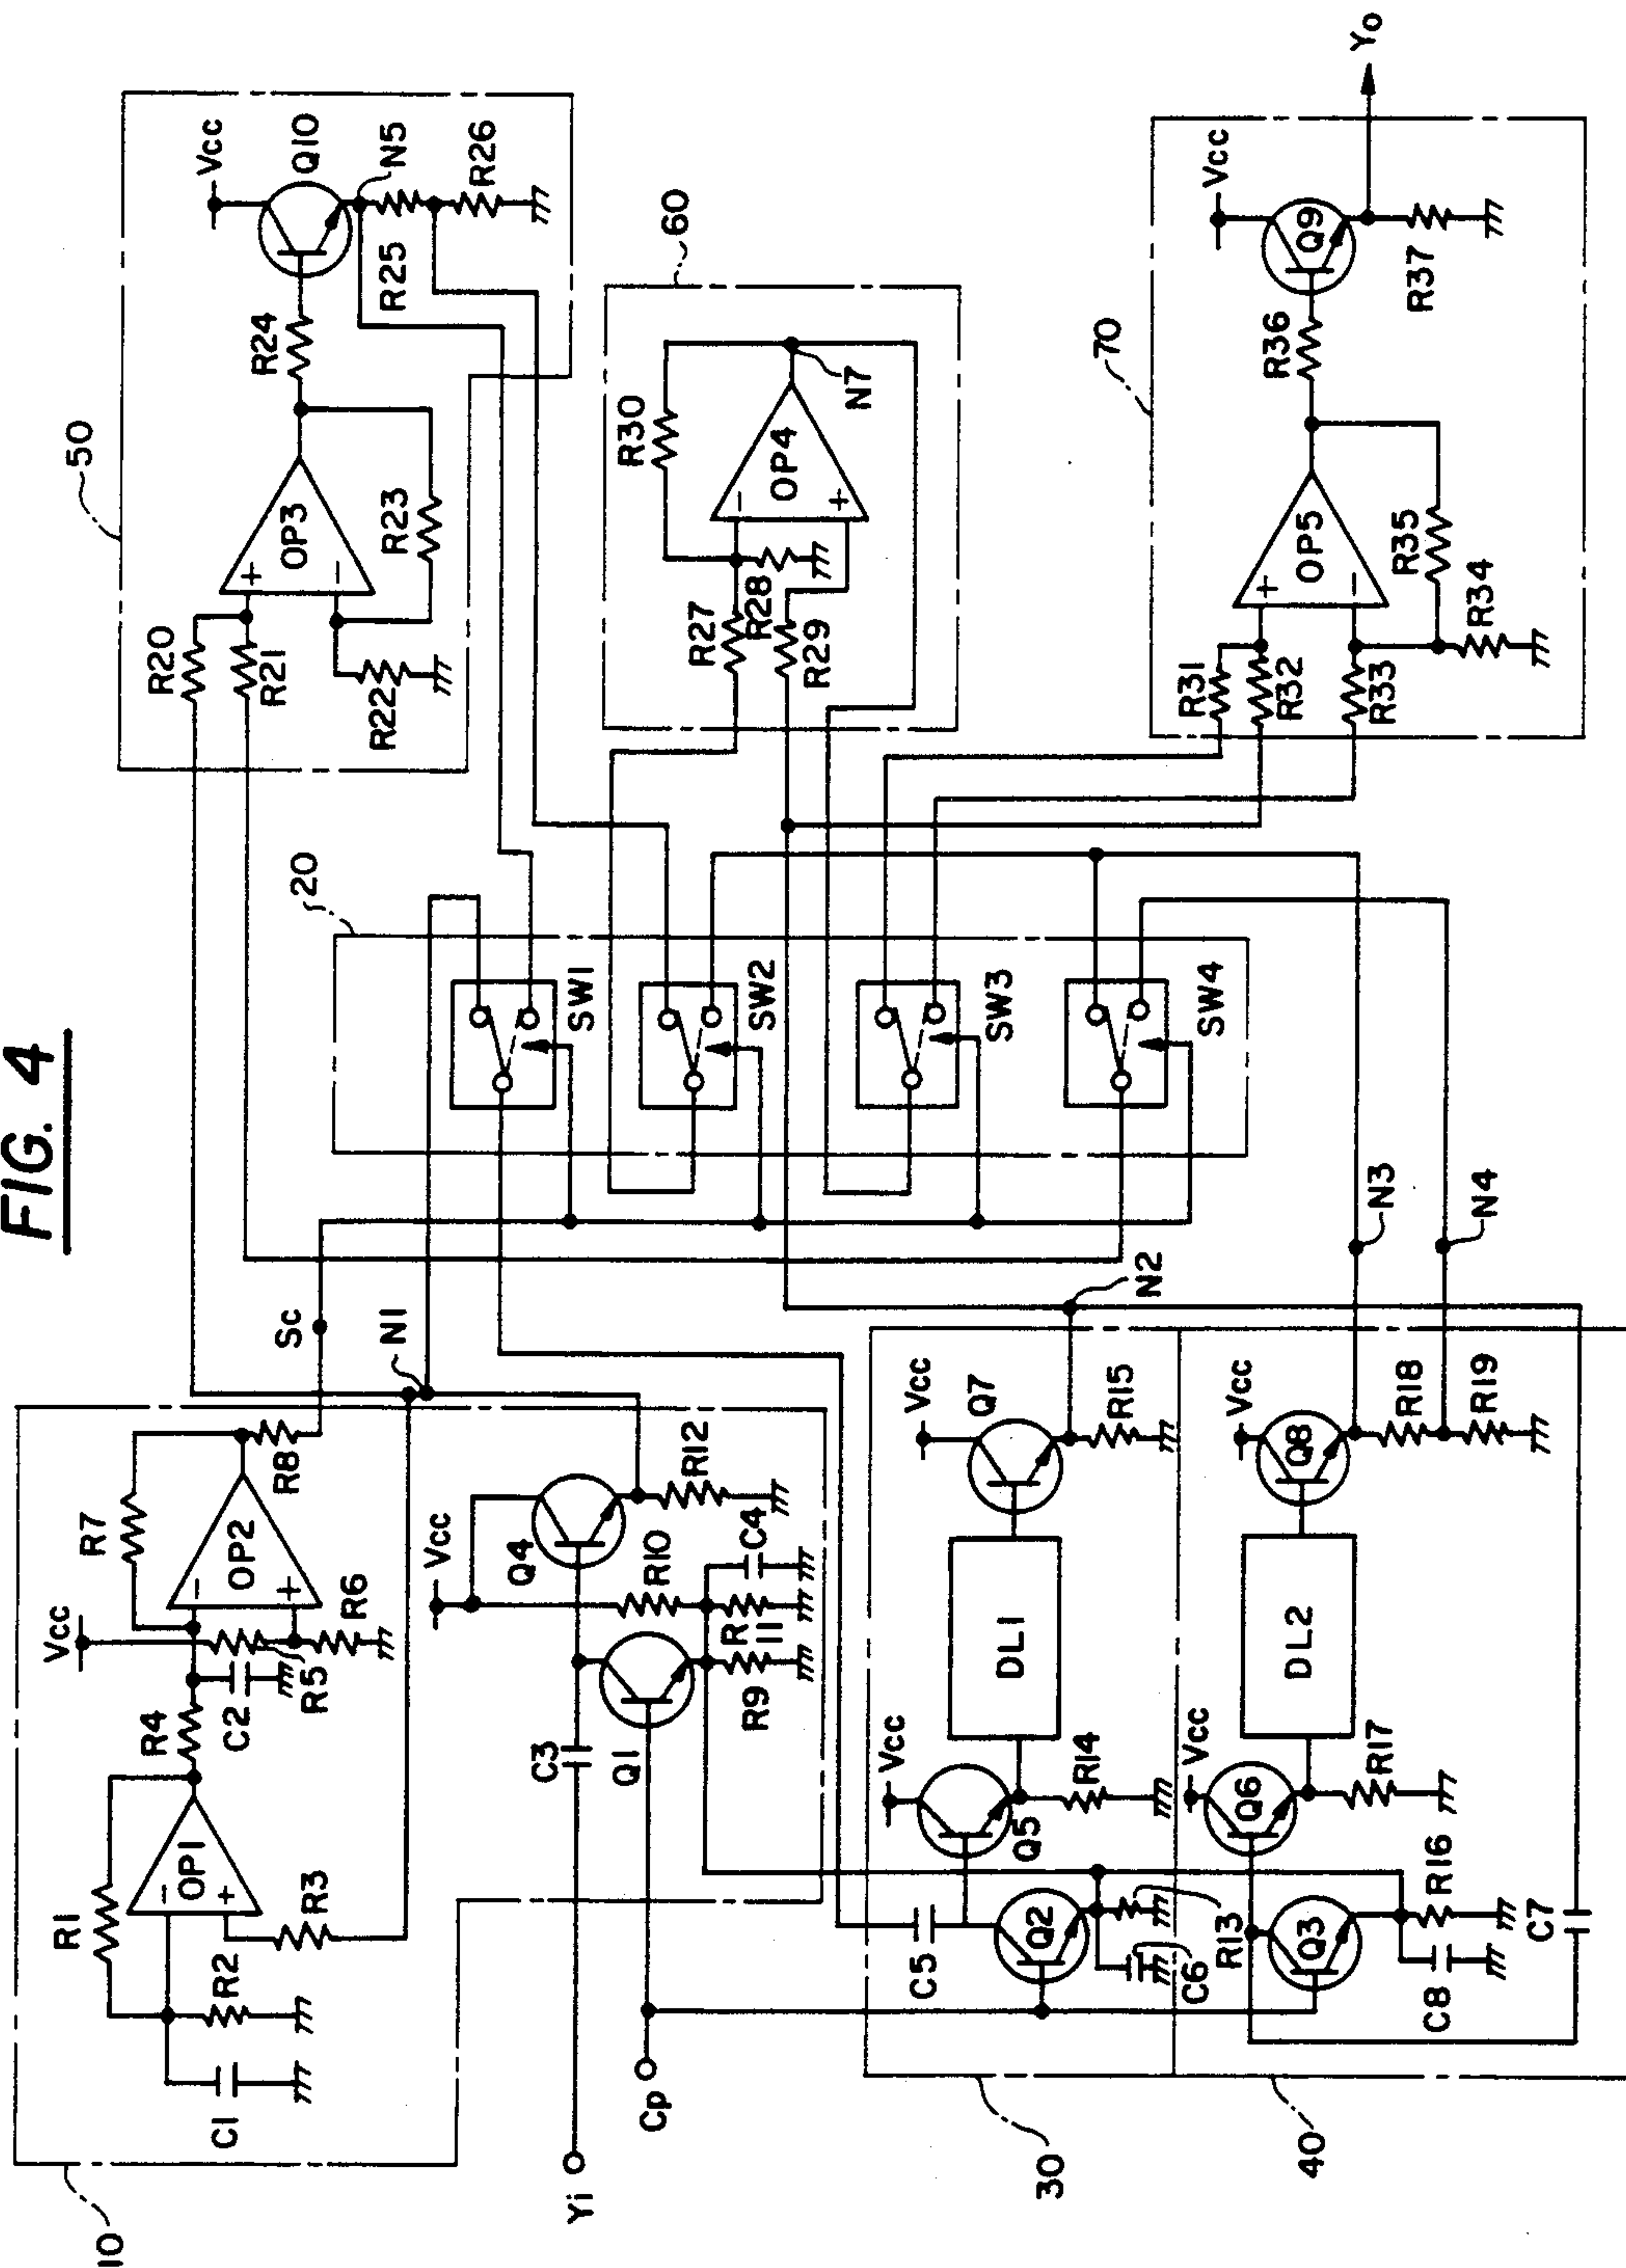 FIG. 4
10
R1
C1
R2
OP1
-
+
R3
R4
C2
Vcc
R5
R6
R7
OP2
-
+
R8
Sc
N1
Yi
C3
Cp
Q1
R9
R11
R10
C4
Vcc
Q4
R12
20
SW1
SW2
SW3
SW4
30
C5
Q2
C6
R13
Vcc
Q5
R14
DL1
Vcc
Q7
R15
N2
40
Q3
C8
R16
C7
Vcc
Q6
R17
DL2
Vcc
Q8
R18
R19
N3
N4
50
R20
R21
R22
+
-
OP3
R23
R24
Vcc
Q10
N5
R25
R26
60
R27
R28
R29
R30
-
+
OP4
N7
70
R31
R32
R33
R34
+
-
OP5
R35
R36
Vcc
Q9
R37
Yo